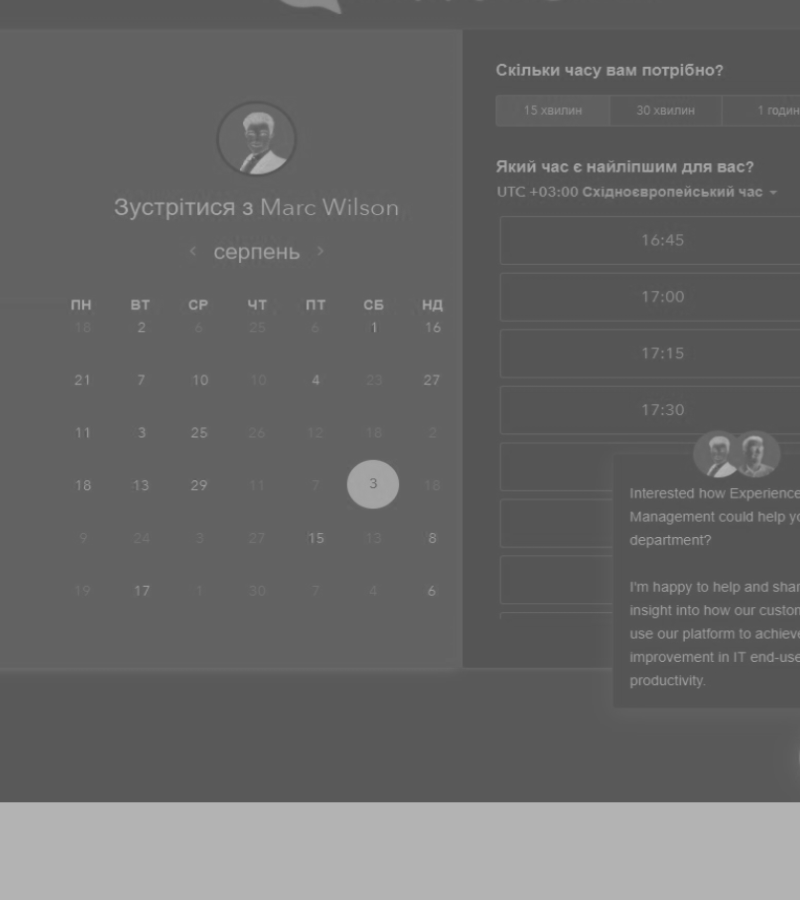 Зустрітися з Marc Wilson
серпень
ПН ВТ СР ЧТ ПТ СБ НД
18 2 6 25 6 1 16
21 7 10 10 4 23 27
11 3 25 26 12 18 2
18 13 29 11 7 3 18
9 24 3 27 15 13 8
19 17 1 30 7 4 6
Скільки часу вам потрібно?
15 хвилин 30 хвилин 1 годин
Який час є найліпшим для вас?
UTC +03:00 Східноєвропейський час
16:45
17:00
17:15
17:30
Interested how Experience
Management could help yo
department?
I'm happy to help and shar
insight into how our custom
use our platform to achieve
improvement in IT end-use
productivity.